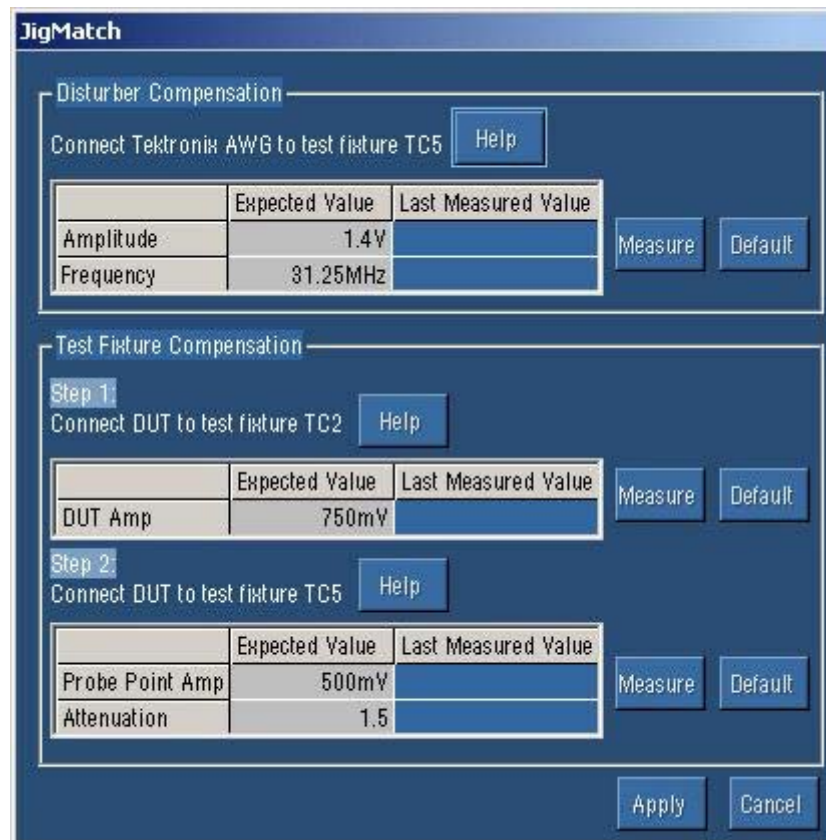 JigMatch
Disturber Compensation
Connect Tektronix AWG to test fixture TC5 Help
Expected Value Last Measured Value
Amplitude 1.4V Measure Default
Frequency 31.25MHz
Test Fixture Compensation
Step 1:
Connect DUT to test fixture TC2 Help
Expected Value Last Measured Value
DUT Amp 750mV Measure Default
Step 2:
Connect DUT to test fixture TC5 Help
Expected Value Last Measured Value
Probe Point Amp 500mV Measure Default
Attenuation 1.5
Apply Cancel